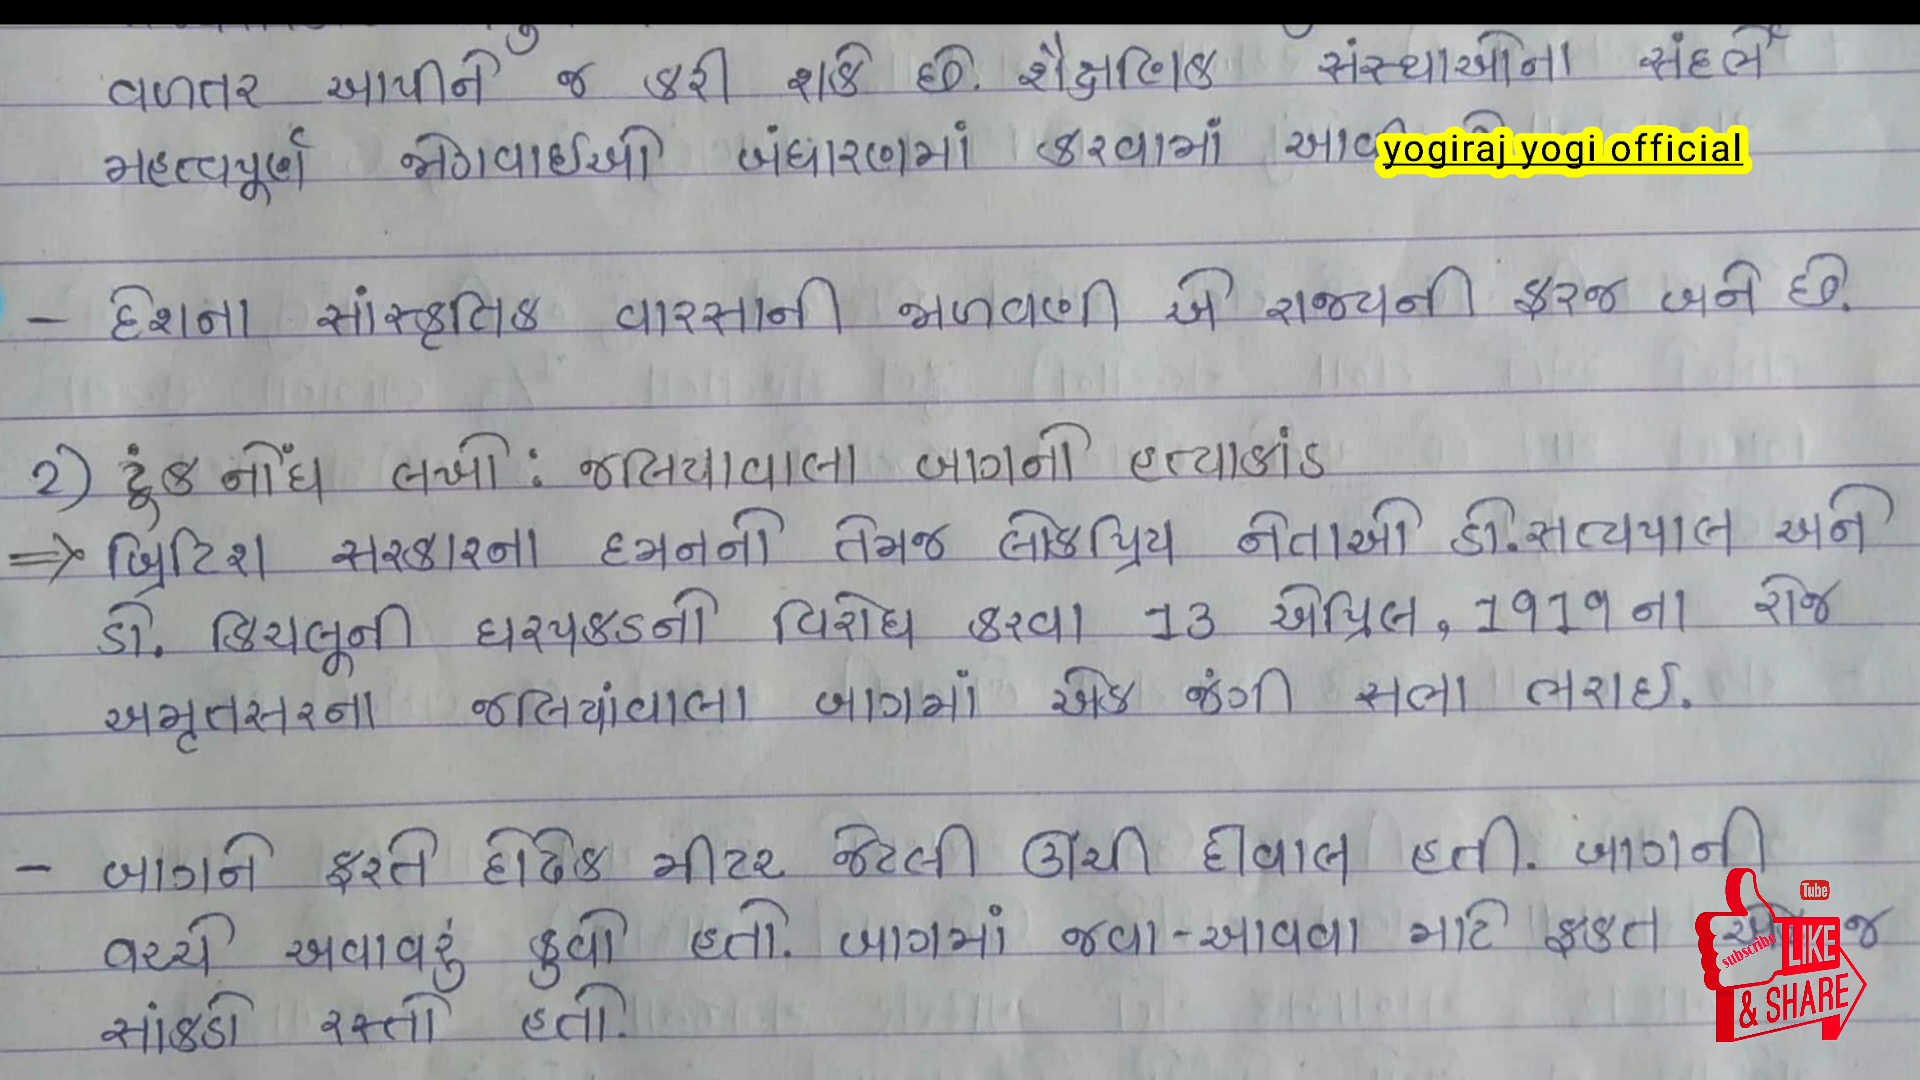 વળતર આપીને જ કરી શકે છે. શૈક્ષણિક સંસ્થાઓના સંદર્ભે
મહત્વપૂર્ણ જોગવાઈઓ બંધારણમાં કરવામાં
yogiraj yogi official
- દેશના સાંસ્કૃતિક વારસાની જાળવણી એ રાજ્યની ફરજ બને છે.
2) ટૂંક નોંધ લખો : જલિયાવાલા બાગનો હત્યાકાંડ
⇒ બ્રિટિશ સરકારના દમનની તેમજ લોકપ્રિય નેતાઓ ડૉ.સત્યપાલ અને
ડૉ. કિચલૂની ધરપકડનો વિરોધ કરવા 13 એપ્રિલ, 1919 ના રોજ
અમૃતસરના જલિયાંવાલા બાગમાં એક જંગી સભા ભરાઈ.
- બાગને ફરતે દોઢેક મીટર જેટલી ઊંચી દીવાલ હતી. બાગની
વચ્ચે અવાવરું કુવો હતો. બાગમાં જવા-આવવા માટે ફક્ત જ
સાંકડો રસ્તો હતો.
Tube
subscribe
LIKE
& SHARE